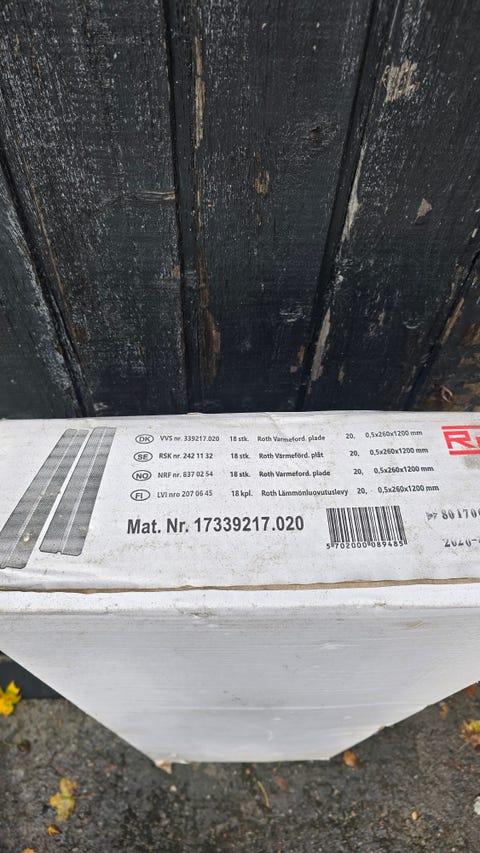 DK VVS nr. 339217.020 18 stk. Roth Varmeford. plade 20, 0,5x260x1200 mm
SE RSK nr. 242 11 32 18 stk. Roth Värmeförd. plåt 20, 0,5x260x1200 mm
NO NRF nr. 837 02 54 18 stk. Roth Varmeford. plade 20, 0,5x260x1200 mm
FI LVI nro 207 06 45 18 kpl. Roth Lämmönluovutuslevy 20, 0,5x260x1200 mm
Mat. Nr. 17339217.020
5 702000 089485